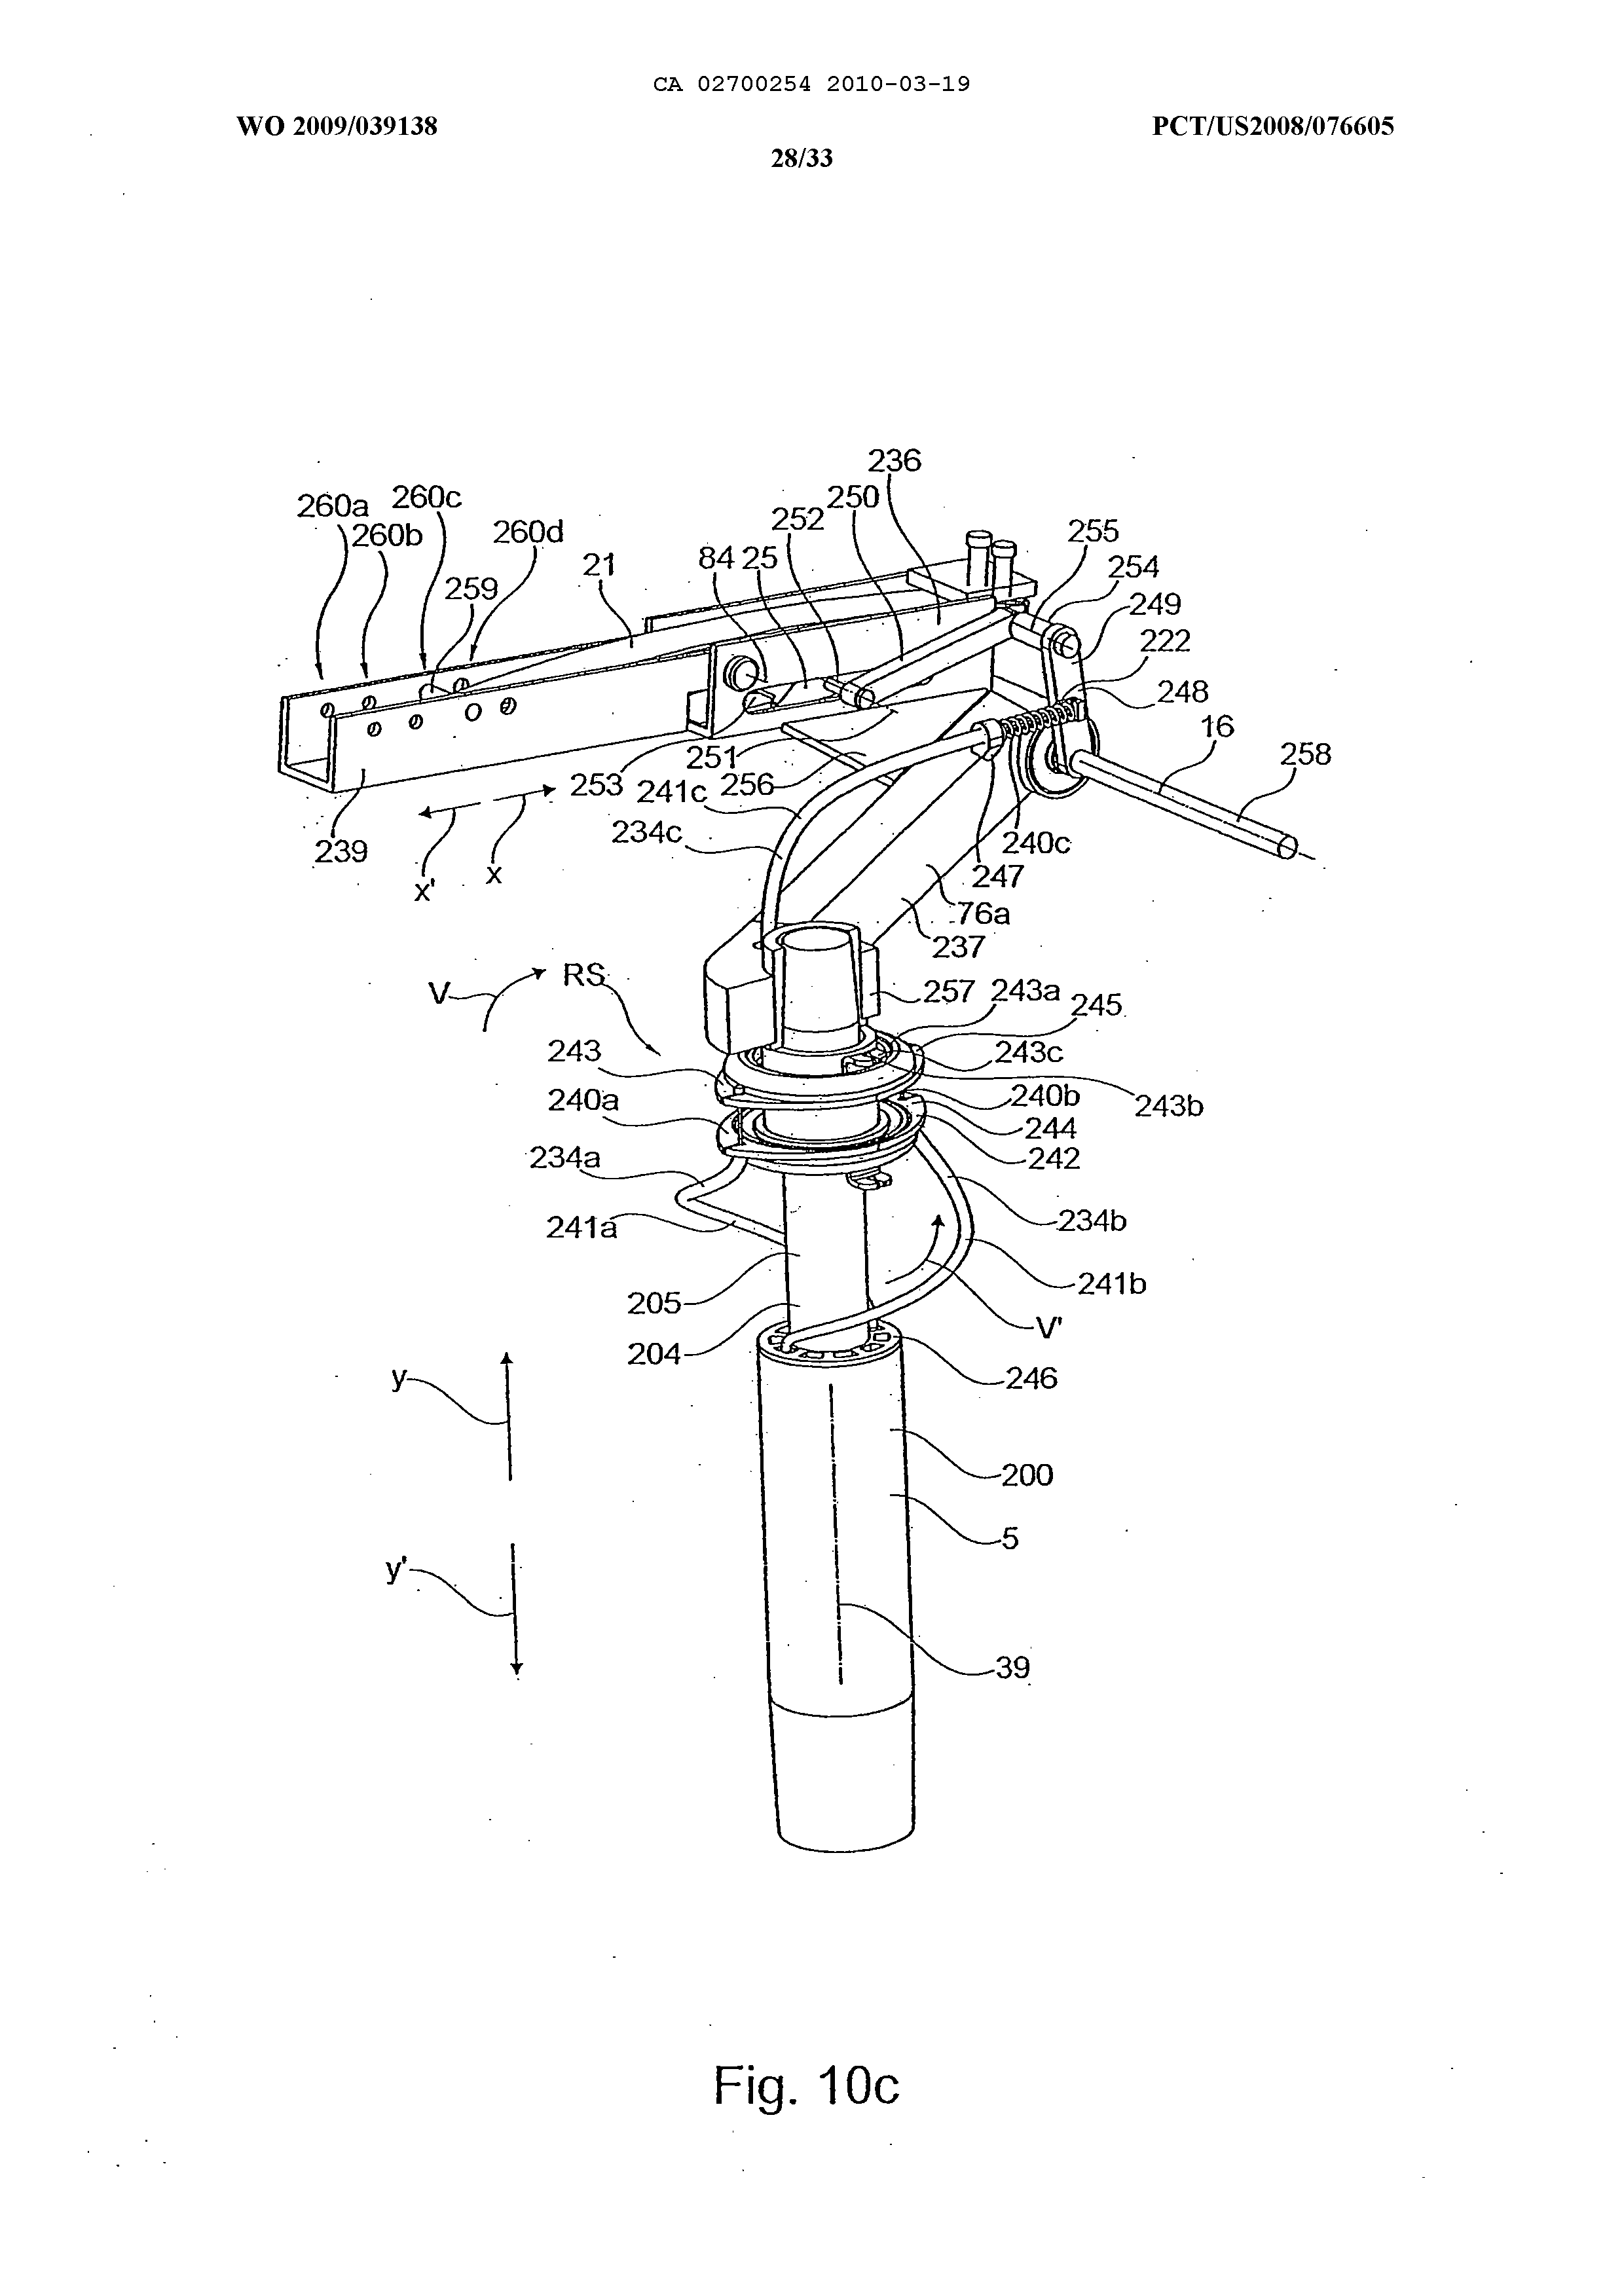 CA 02700254 2010-03-19
WO 2009/039138
PCT/US2008/076605
28/33
236
260a
260c
250
260b
260d
252
255
21
84
25
254
259
249
222
248
16
258
251
253
241c
256
239
234c
240c
x'
x
247
76a
237
V
RS
257
243a
245
243
243c
240a
240b
243b
244
234a
242
241a
234b
241b
205
V'
204
y
246
200
5
y'
39
Fig. 10c